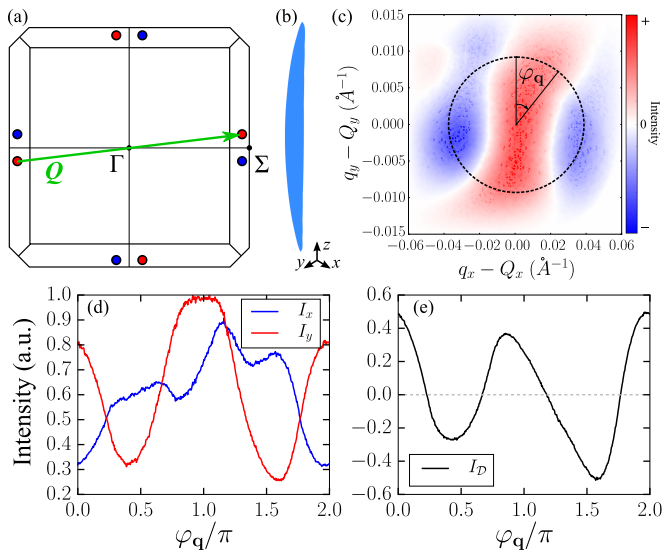 (a)
Q
Γ
Σ
(b)
z
y
x
(c)
φq
0.015
0.010
0.005
0.000
−0.005
−0.010
−0.015
qy − Qy (Å−1)
−0.06
−0.04
−0.02
0.00
0.02
0.04
0.06
qx − Qx (Å−1)
+
0
−
Intensity
(d)
Ix
Iy
1.0
0.9
0.8
0.7
0.6
0.5
0.4
0.3
0.2
Intensity (a.u.)
0.0
0.5
1.0
1.5
2.0
φq/π
(e)
ID
0.6
0.4
0.2
0.0
−0.2
−0.4
−0.6
0.0
0.5
1.0
1.5
2.0
φq/π